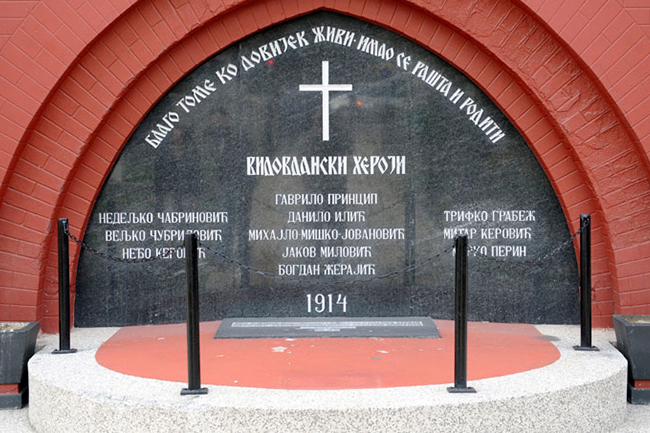 БЛАГО ТОМЕ КО ДОВИЈЕК ЖИВИ·ИМАО СЕ РАШТА И РОДИТИ
ВИДОВДАНСКИ ХЕРОЈИ
НЕДЕЉКО ЧАБРИНОВИЋ
ВЕЉКО ЧУБРИЛОВИЋ
НЕЂО КЕРОВИЋ
ГАВРИЛО ПРИНЦИП
ДАНИЛО ИЛИЋ
МИХАЈЛО-МИШКО-ЈОВАНОВИЋ
ЈАКОВ МИЛОВИЋ
БОГДАН ЖЕРАЈИЋ
ТРИФКО ГРАБЕЖ
МИТАР КЕРОВИЋ
ПЕРИН
1914